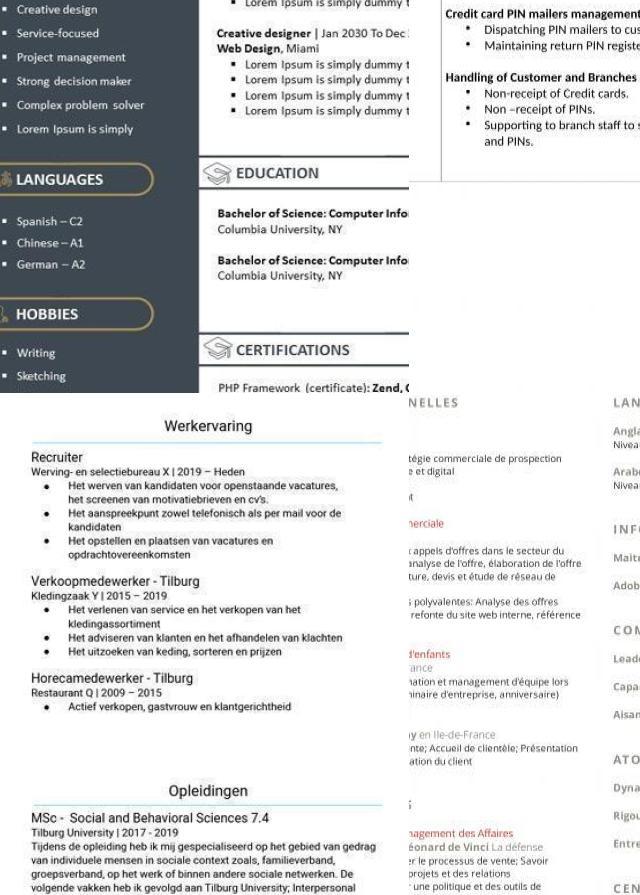 Creative design
Service-focused
Project management
Strong decision maker
Complex problem solver
Lorem Ipsum is simply
LANGUAGES
Spanish – C2
Chinese – A1
German – A2
HOBBIES
Writing
Sketching
Lorem Ipsum is simply dummy t
Creative designer | Jan 2030 To Dec
Web Design, Miami
Lorem Ipsum is simply dummy t
Lorem Ipsum is simply dummy t
Lorem Ipsum is simply dummy t
Lorem Ipsum is simply dummy t
EDUCATION
Bachelor of Science: Computer Info
Columbia University, NY
Bachelor of Science: Computer Info
Columbia University, NY
CERTIFICATIONS
PHP Framework (certificate): Zend,
Credit card PIN mailers management
Dispatching PIN mailers to cus
Maintaining return PIN registe
Handling of Customer and Branches
Non-receipt of Credit cards.
Non –receipt of PINs.
Supporting to branch staff to s
and PINs.
Werkervaring
Recruiter
Werving- en selectiebureau X | 2019 – Heden
Het werven van kandidaten voor openstaande vacatures,
het screenen van motivatiebrieven en cv's.
Het aanspreekpunt zowel telefonisch als per mail voor de
kandidaten
Het opstellen en plaatsen van vacatures en
opdrachtovereenkomsten
Verkoopmedewerker - Tilburg
Kledingzaak Y | 2015 – 2019
Het verlenen van service en het verkopen van het
kledingassortiment
Het adviseren van klanten en het afhandelen van klachten
Het uitzoeken van keding, sorteren en prijzen
Horecamedewerker - Tilburg
Restaurant Q | 2009 – 2015
Actief verkopen, gastvrouw en klantgerichtheid
Opleidingen
MSc - Social and Behavioral Sciences 7.4
Tilburg University | 2017 - 2019
Tijdens de opleiding heb ik mij gespecialiseerd op het gebied van gedrag
van individuele mensen in sociale context zoals, familieverband,
groepsverband, op het werk of binnen andere sociale netwerken. De
volgende vakken heb ik gevolgd aan Tilburg University; Interpersonal
NELLES
tégie commerciale de prospection
e et digital
nt
merciale
appels d'offres dans le secteur du
analyse de l'offre, élaboration de l'offre
ture, devis et étude de réseau de
s polyvalentes: Analyse des offres
refonte du site web interne, référence
d'enfants
ance
nation et management d'équipe lors
ninaire d'entreprise, anniversaire)
y en Ile-de-France
nte; Accueil de clientèle; Présentation
ation du client
S
nagement des Affaires
éonard de Vinci La défense
er le processus de vente; Savoir
projets et des relations
r une politique et des outils de
LAN
Angla
Nivea
Arab
Nivea
INFO
Maitr
Adob
COM
Leade
Capa
Aisan
ATO
Dyna
Rigou
Entre
CEN